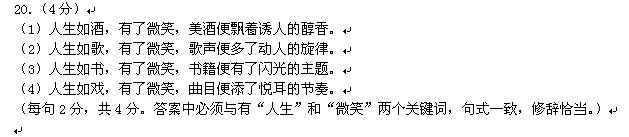 20.（4分）
（1）人生如酒，有了微笑，美酒便飘着诱人的醇香。
（2）人生如歌，有了微笑，歌声便多了动人的旋律。
（3）人生如书，有了微笑，书籍便有了闪光的主题。
（4）人生如戏，有了微笑，曲目便添了悦耳的节奏。
（每句2分，共4分。答案中必须与有“人生”和“微笑”两个关键词，句式一致，修辞恰当。）